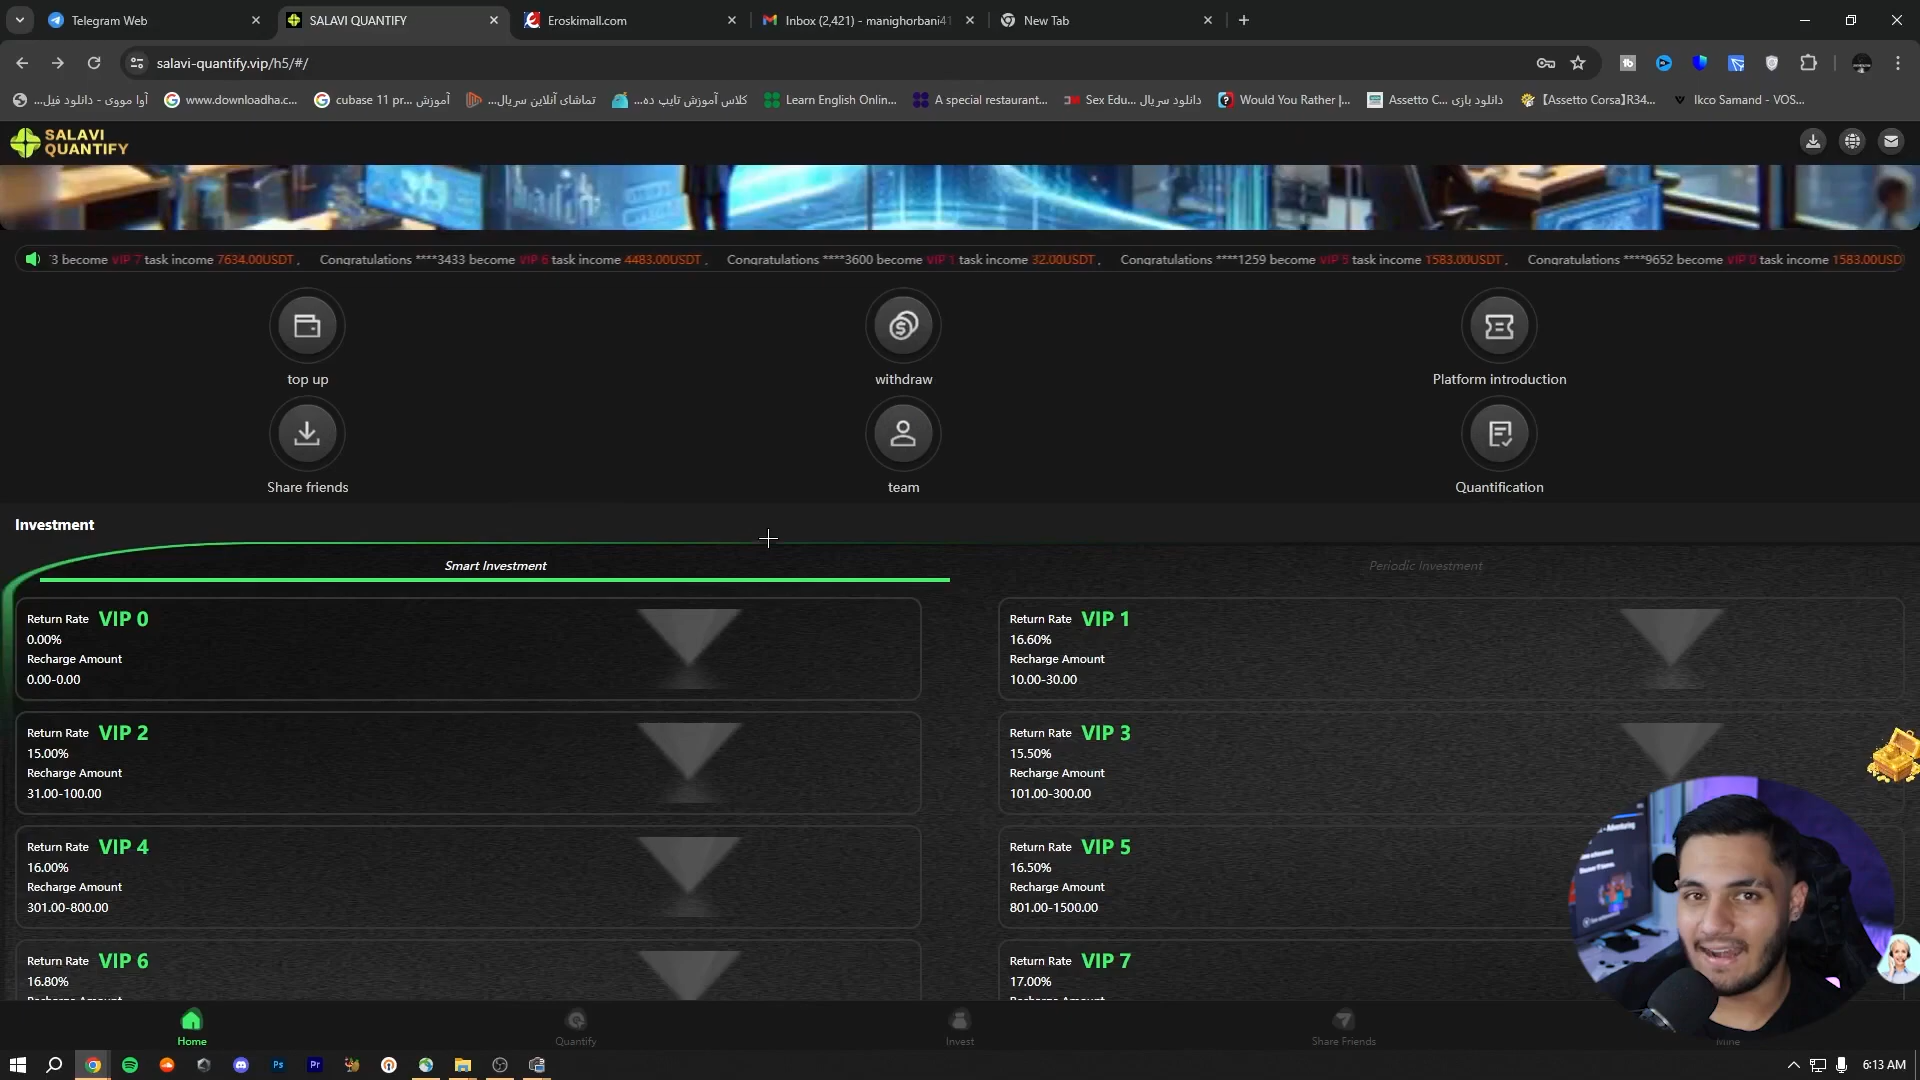 Telegram Web
SALAVI QUANTIFY
Eroskimall.com
Inbox (2,421) - manighorbani41
New Tab
salavi-quantify.vip/h5/#/
آوا مووی - دانلود فیل...
www.downloadha.c...
آموزش cubase 11 pr...
تماشای آنلاین سریال...
کلاس آموزش تایپ ده...
Learn English Onlin...
A special restaurant...
دانلود سریال Sex Edu...
Would You Rather |...
دانلود بازی Assetto C...
【Assetto Corsa】R34...
Ikco Samand - VOS...
SALAVI
QUANTIFY
'3 become VIP 7 task income 7634.00USDT ,
Congratulations ****3433 become VIP 6 task income 4483.00USDT ,
Congratulations ****3600 become VIP 1 task income 32.00USDT ,
Congratulations ****1259 become VIP 5 task income 1583.00USDT ,
Congratulations ****9652 become VIP 0 task income 1583.00USD
top up
withdraw
Platform introduction
Share friends
team
Quantification
Investment
Smart Investment
Periodic Investment
Return Rate VIP 0
0.00%
Recharge Amount
0.00-0.00
Return Rate VIP 1
16.60%
Recharge Amount
10.00-30.00
Return Rate VIP 2
15.00%
Recharge Amount
31.00-100.00
Return Rate VIP 3
15.50%
Recharge Amount
101.00-300.00
Return Rate VIP 4
16.00%
Recharge Amount
301.00-800.00
Return Rate VIP 5
16.50%
Recharge Amount
801.00-1500.00
Return Rate VIP 6
16.80%
Recharge Amount
Return Rate VIP 7
17.00%
Recharge Amount
Home
Quantify
Invest
Share Friends
Mine
Ps
Pr
6:13 AM